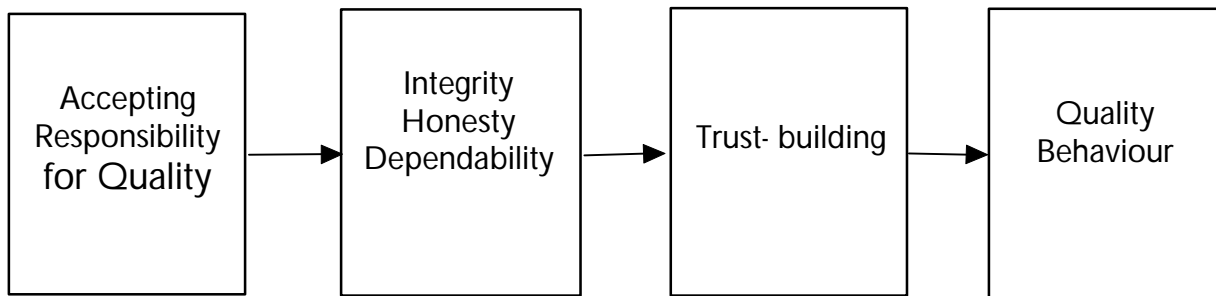 Accepting
Responsibility
for Quality
Integrity
Honesty
Dependability
Trust- building
Quality
Behaviour